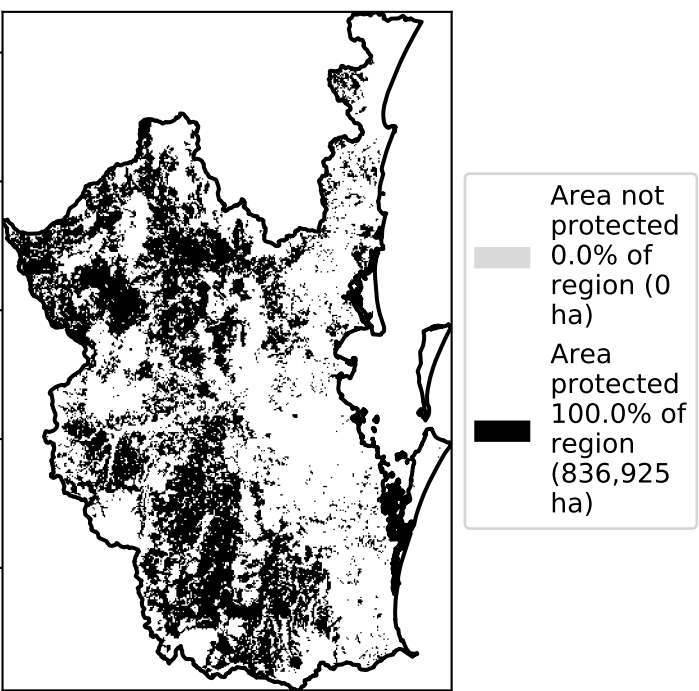 Area not
protected
0.0% of
region (0
ha)
Area
protected
100.0% of
region
(836,925
ha)